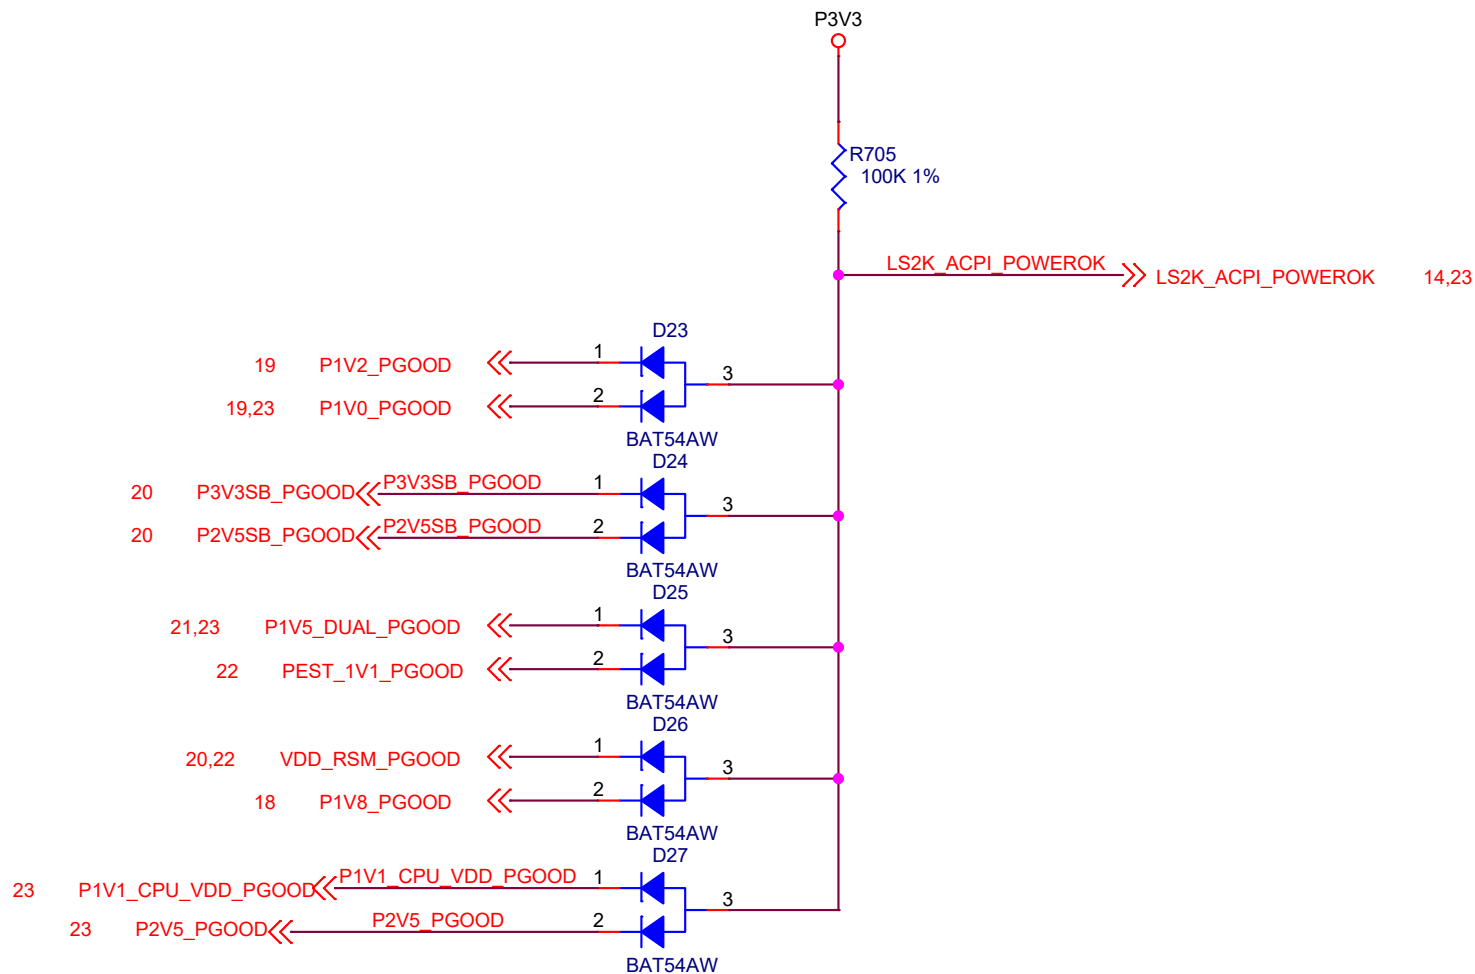 P3V3
R705
100K 1%
LS2K_ACPI_POWEROK
LS2K_ACPI_POWEROK 14,23
D23
19 P1V2_PGOOD 1
3
19,23 P1V0_PGOOD 2
BAT54AW
D24
20 P3V3SB_PGOOD P3V3SB_PGOOD 1
3
20 P2V5SB_PGOOD P2V5SB_PGOOD 2
BAT54AW
D25
21,23 P1V5_DUAL_PGOOD 1
3
22 PEST_1V1_PGOOD 2
BAT54AW
D26
20,22 VDD_RSM_PGOOD 1
3
18 P1V8_PGOOD 2
BAT54AW
D27
23 P1V1_CPU_VDD_PGOOD P1V1_CPU_VDD_PGOOD 1
3
23 P2V5_PGOOD P2V5_PGOOD 2
BAT54AW